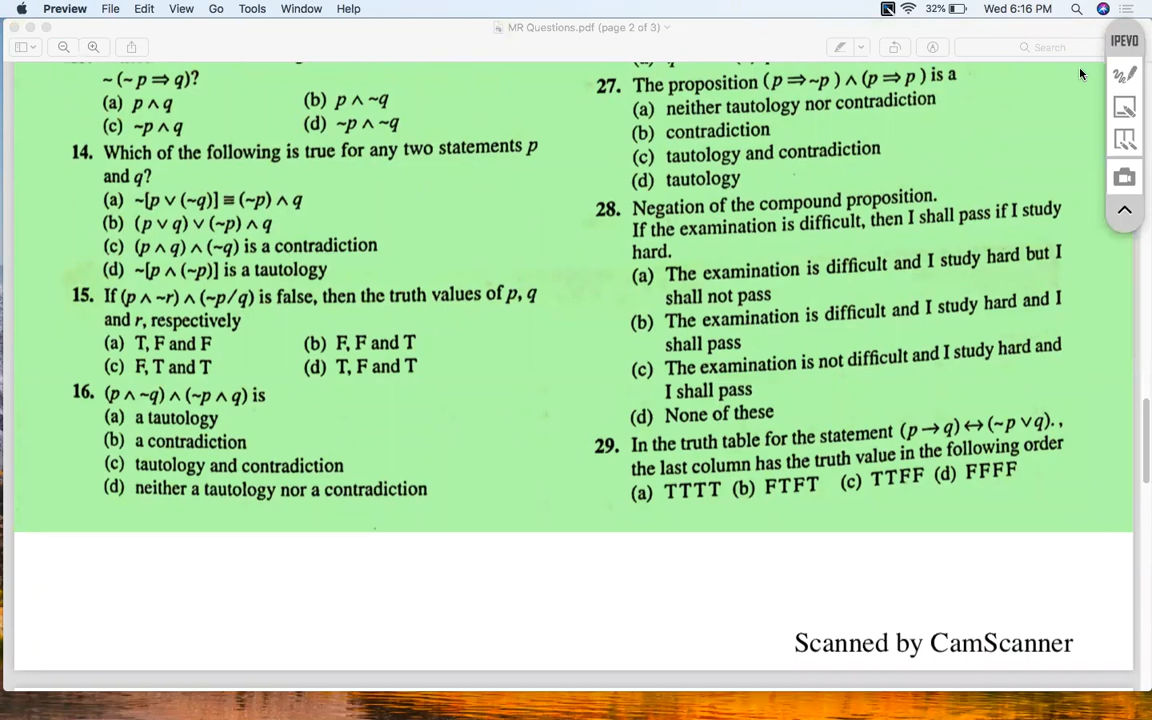 Preview File Edit View Go Tools Window Help 32% Wed 6:16 PM
MR Questions.pdf (page 2 of 3)
Search
IPEVO
~ (~ p ⇒ q)?
(a) p ∧ q (b) p ∧ ~q
(c) ~p ∧ q (d) ~p ∧ ~q
14. Which of the following is true for any two statements p
and q?
(a) ~[p ∨ (~q)] ≡ (~p) ∧ q
(b) (p ∨ q) ∨ (~p) ∧ q
(c) (p ∧ q) ∧ (~q) is a contradiction
(d) ~[p ∧ (~p)] is a tautology
15. If (p ∧ ~r) ∧ (~p/q) is false, then the truth values of p, q
and r, respectively
(a) T, F and F (b) F, F and T
(c) F, T and T (d) T, F and T
16. (p ∧ ~q) ∧ (~p ∧ q) is
(a) a tautology
(b) a contradiction
(c) tautology and contradiction
(d) neither a tautology nor a contradiction
27. The proposition (p ⇒ ~p) ∧ (p ⇒ p) is a
(a) neither tautology nor contradiction
(b) contradiction
(c) tautology and contradiction
(d) tautology
28. Negation of the compound proposition.
If the examination is difficult, then I shall pass if I study
hard.
(a) The examination is difficult and I study hard but I
shall not pass
(b) The examination is difficult and I study hard and I
shall pass
(c) The examination is not difficult and I study hard and
I shall pass
(d) None of these
29. In the truth table for the statement (p → q) ↔ (~p ∨ q).,
the last column has the truth value in the following order
(a) TTTT (b) FTFT (c) TTFF (d) FFFF
Scanned by CamScanner